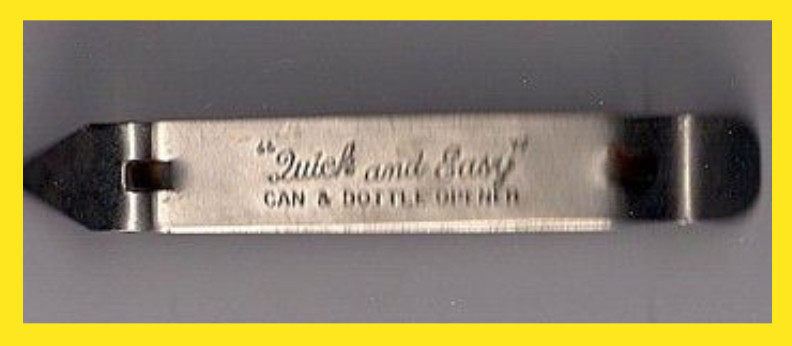 "Quick and Easy"
CAN & BOTTLE OPENER